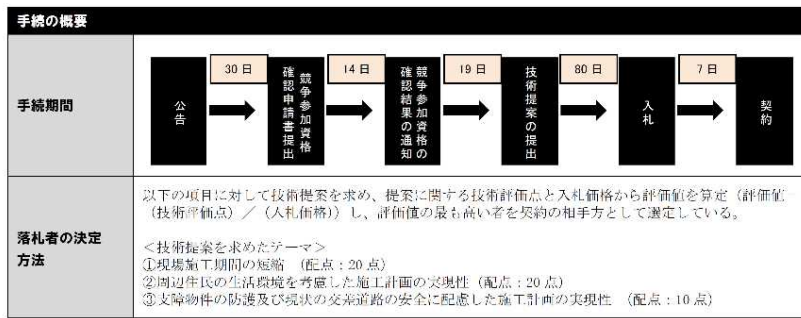 手続の概要
手続期間
公告
30日
競争参加資格
確認申請書提出
14日
競争参加資格の
確認結果の通知
19日
技術提案の提出
80日
入札
7日
契約
落札者の決定
方法
以下の項目に対して技術提案を求め、提案に関する技術評価点と入札価格から評価値を算定（評価値＝
（技術評価点）／（入札価格））し、評価値の最も高い者を契約の相手方として選定している。
＜技術提案を求めたテーマ＞
①現場施工期間の短縮　（配点：20点）
②周辺住民の生活環境を考慮した施工計画の実現性（配点：20点）
③支障物件の防護及び現状の交差道路の安全に配慮した施工計画の実現性　（配点：10点）